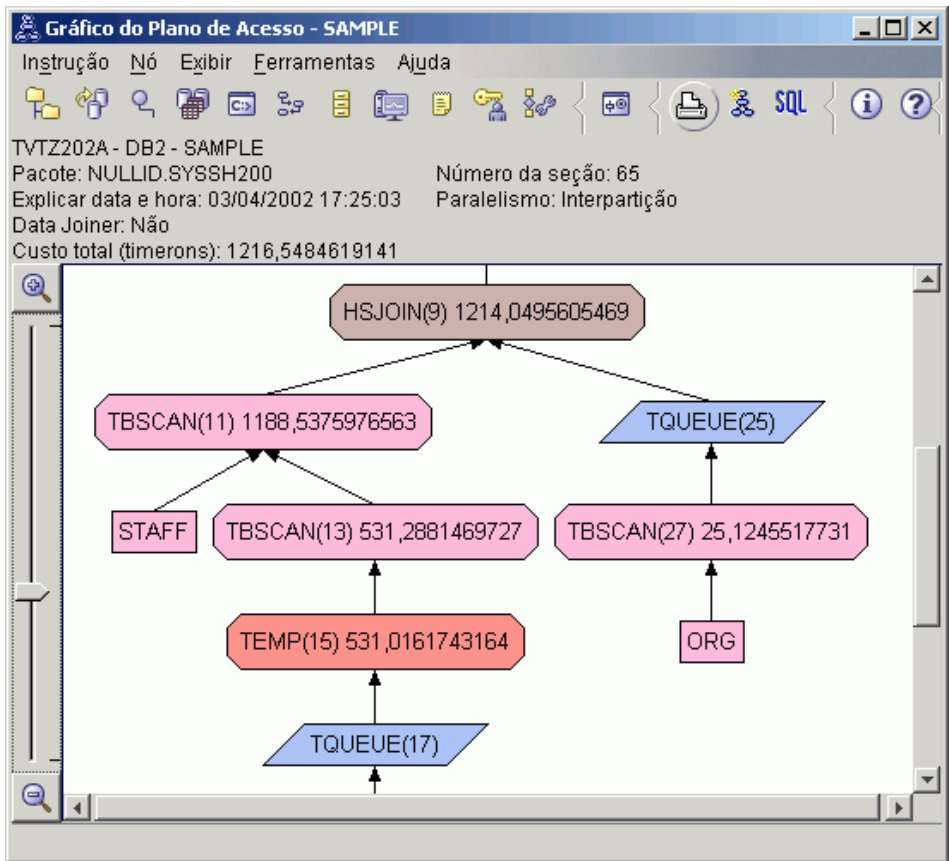 Gráfico do Plano de Acesso - SAMPLE
Instrução Nó Exibir Ferramentas Ajuda
C:> SQL i ?
TVTZ202A - DB2 - SAMPLE
Pacote: NULLID.SYSSH200 Número da seção: 65
Explicar data e hora: 03/04/2002 17:25:03 Paralelismo: Interpartição
Data Joiner: Não
Custo total (timerons): 1216,5484619141
HSJOIN(9) 1214,0495605469
TBSCAN(11) 1188,5375976563 TQUEUE(25)
STAFF TBSCAN(13) 531,2881469727 TBSCAN(27) 25,1245517731
TEMP(15) 531,0161743164 ORG
TQUEUE(17)